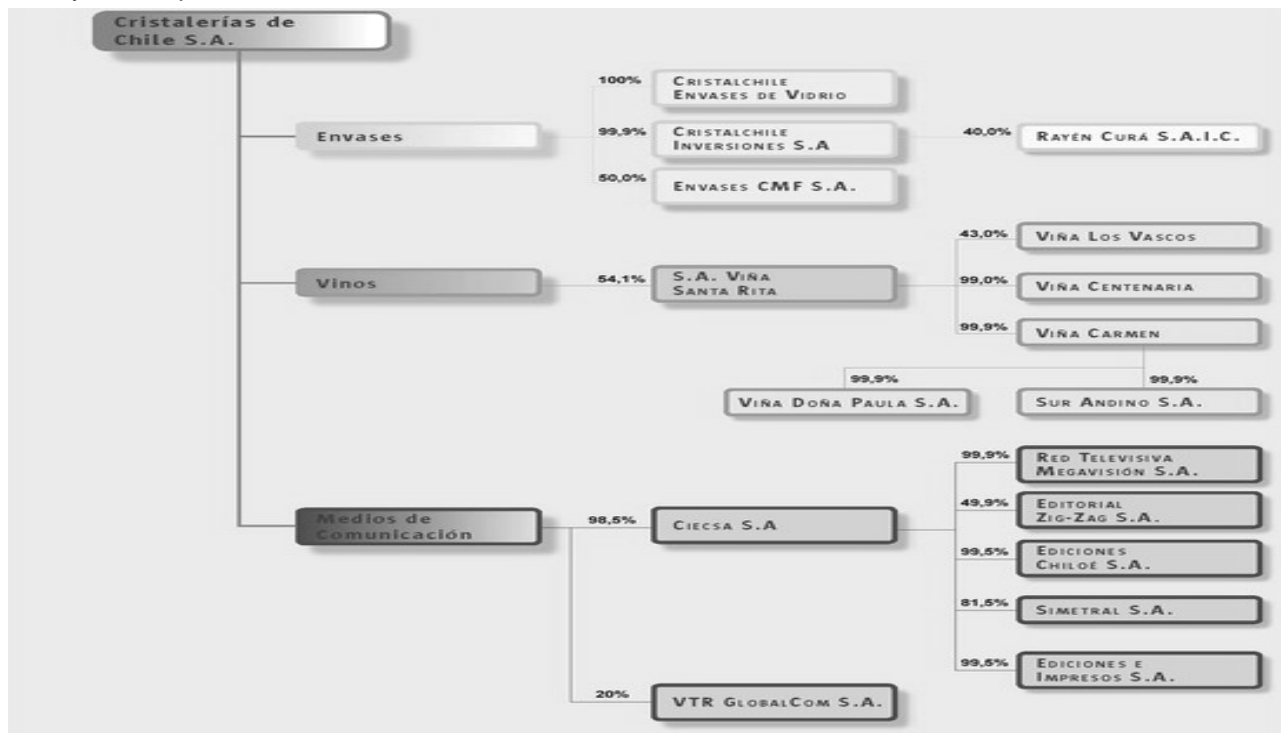 Cristalerías de
Chile S.A.
100%
CRISTALCHILE
ENVASES DE VIDRIO
Envases
99,9%
CRISTALCHILE
INVERSIONES S.A
40,0%
RAYÉN CURÁ S.A.I.C.
50,0%
ENVASES CMF S.A.
43,0%
VIÑA LOS VASCOS
Vinos
54,1%
S.A. VIÑA
SANTA RITA
99,0%
VIÑA CENTENARIA
99,9%
VIÑA CARMEN
99,9%
VIÑA DOÑA PAULA S.A.
99,9%
SUR ANDINO S.A.
99,9%
RED TELEVISIVA
MEGAVISIÓN S.A.
Medios de
Comunicación
98,5%
CIECSA S.A
49,9%
EDITORIAL
ZIG-ZAG S.A.
99,5%
EDICIONES
CHILOÉ S.A.
81,5%
SIMETRAL S.A.
99,5%
EDICIONES E
IMPRESOS S.A.
20%
VTR GLOBALCOM S.A.